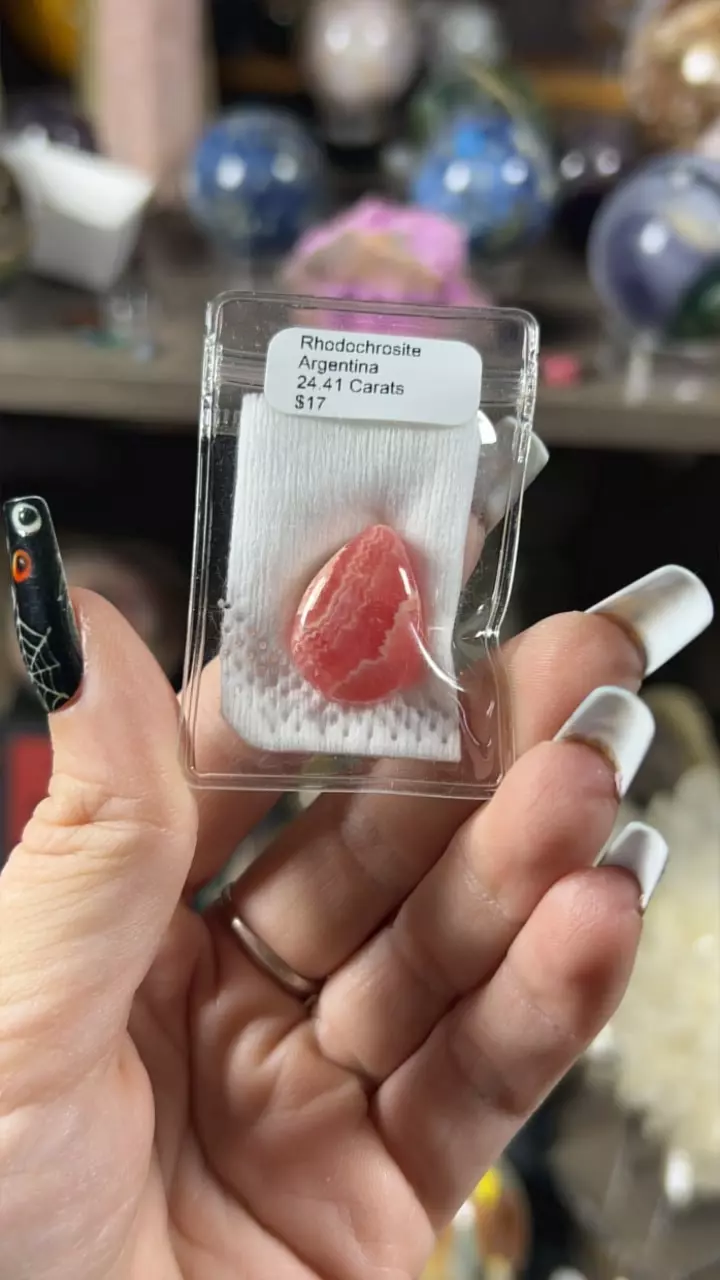 Rhodochrosite
Argentina
24.41 Carats
$17